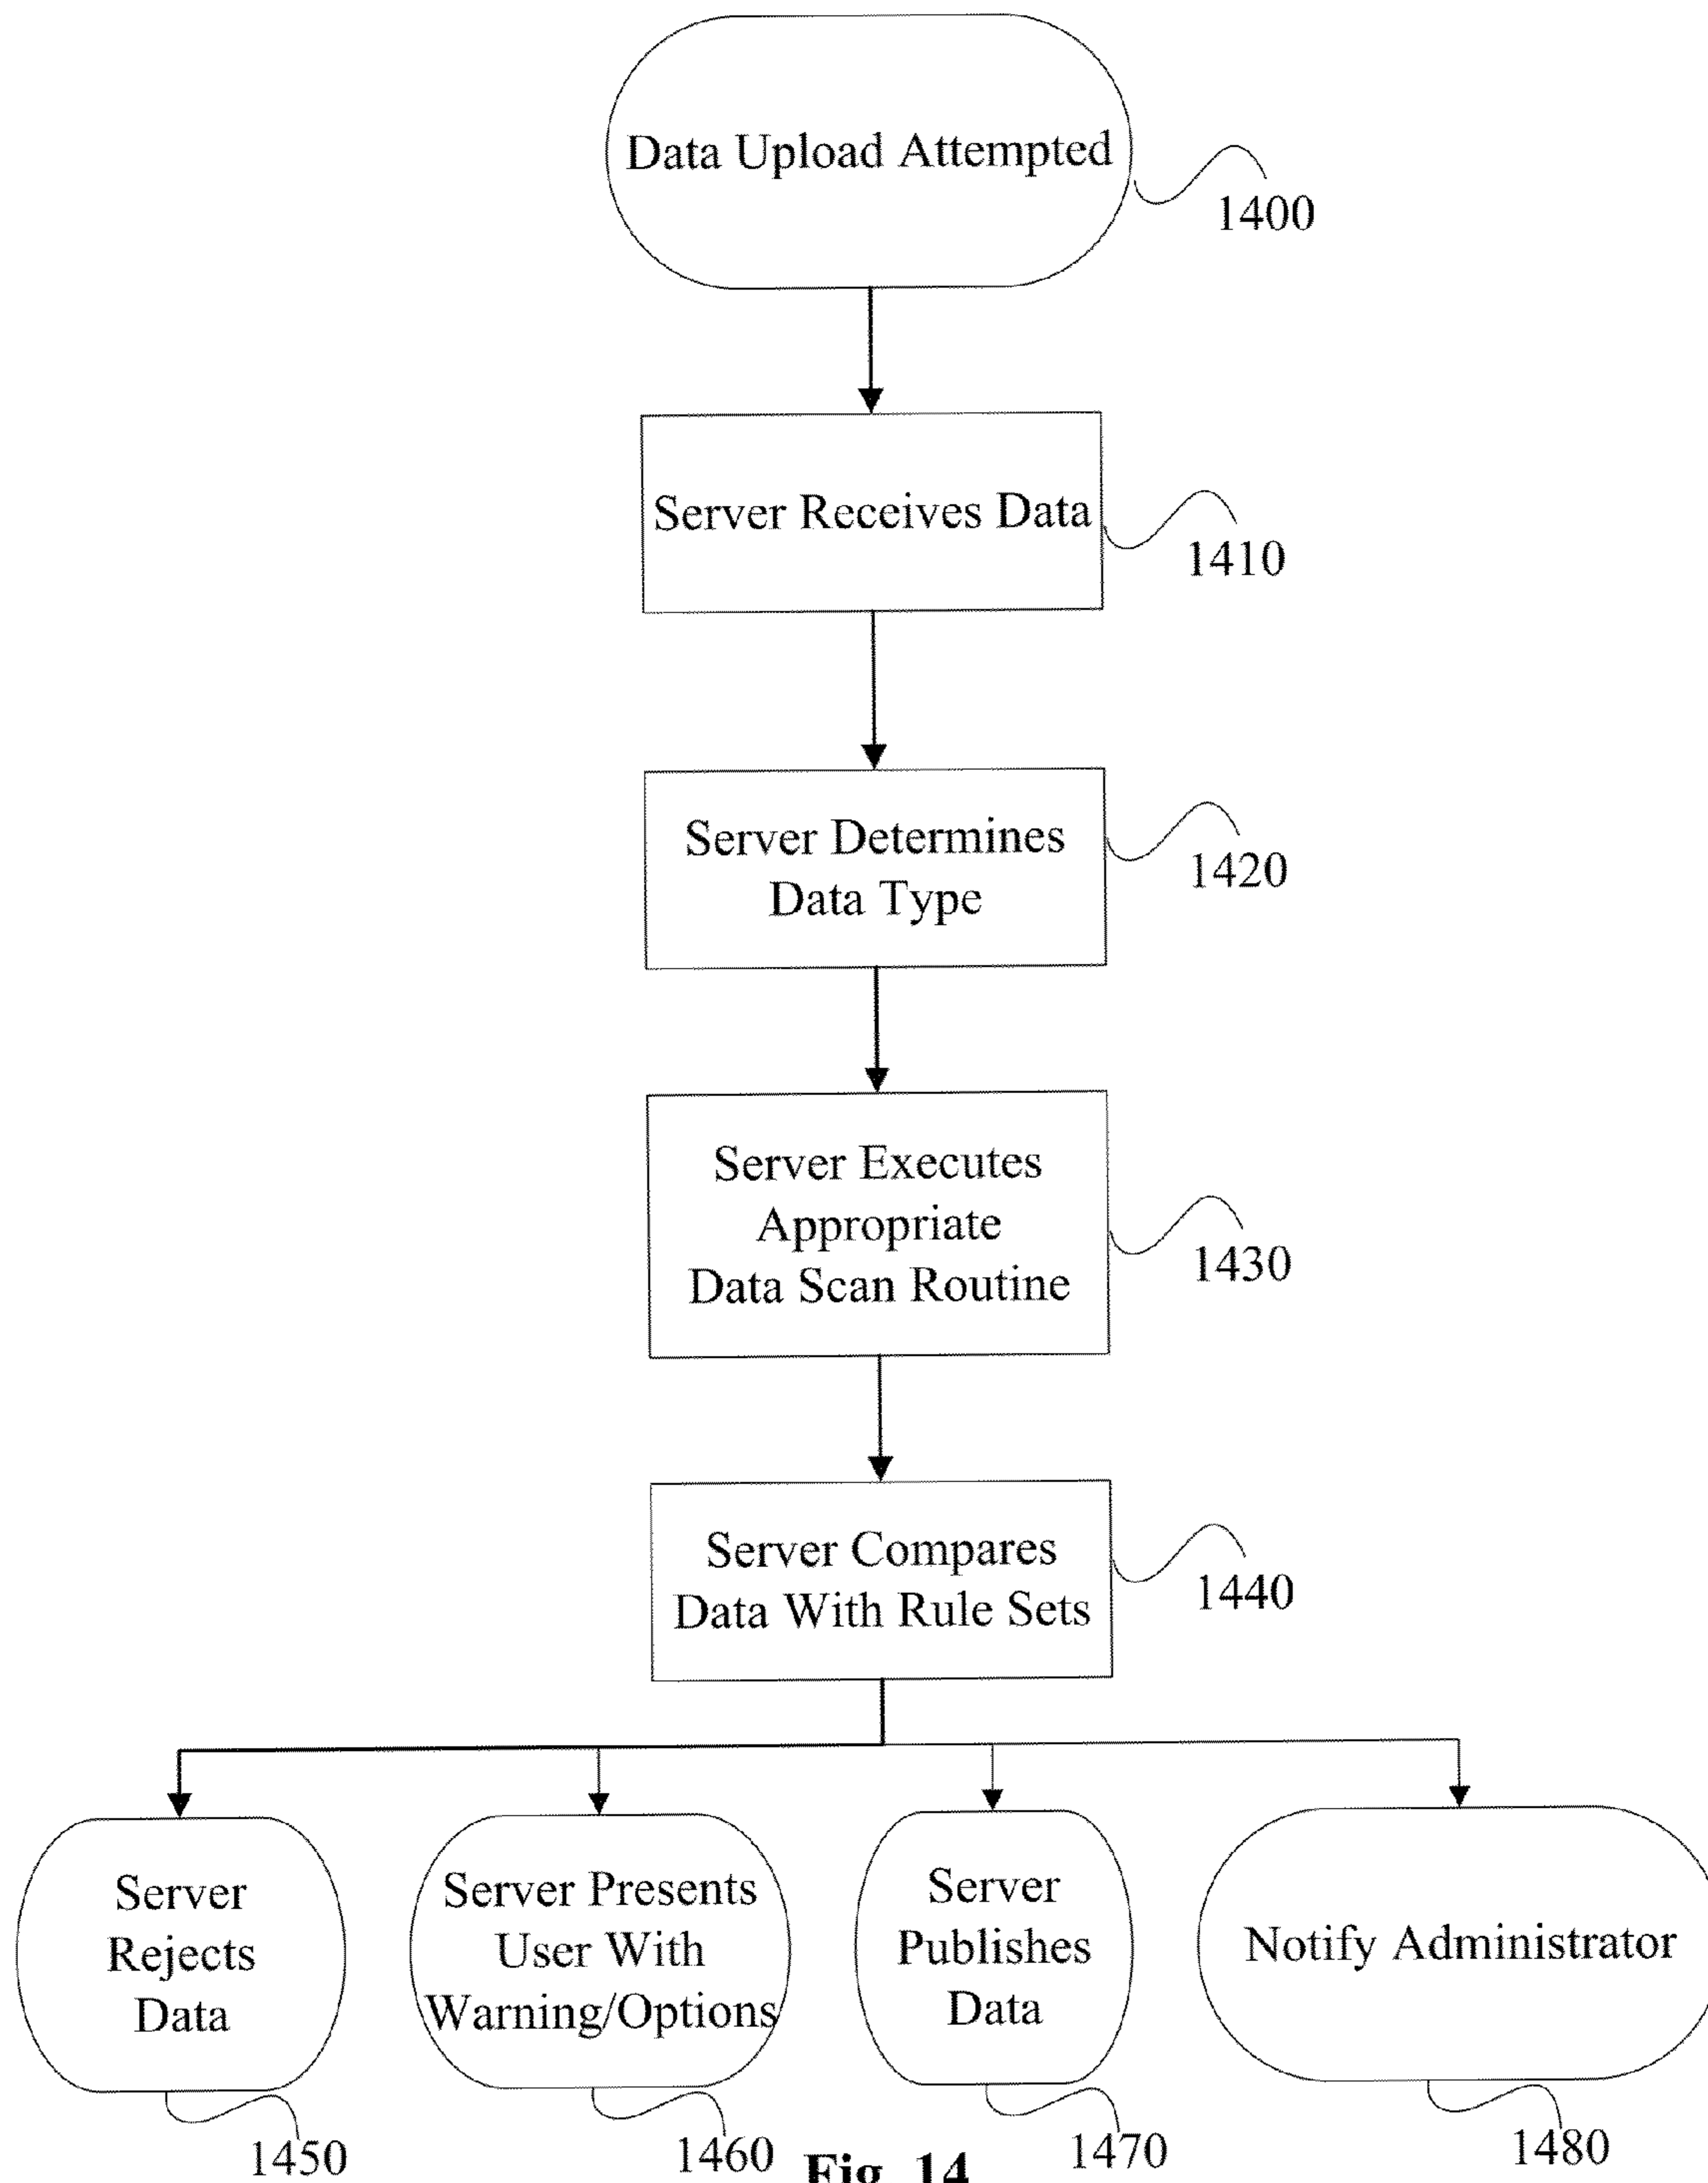 Data Upload Attempted
1400
Server Receives Data
1410
Server Determines
Data Type
1420
Server Executes
Appropriate
Data Scan Routine
1430
Server Compares
Data With Rule Sets
1440
Server
Rejects
Data
1450
Server Presents
User With
Warning/Options
1460
Server
Publishes
Data
1470
Notify Administrator
1480
Fig. 14